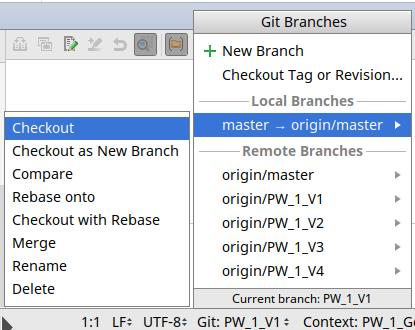 Git Branches
New Branch
Checkout Tag or Revision...
Local Branches
master → origin/master
Remote Branches
origin/master
origin/PW_1_V1
origin/PW_1_V2
origin/PW_1_V3
origin/PW_1_V4
Current branch: PW_1_V1
Checkout
Checkout as New Branch
Compare
Rebase onto
Checkout with Rebase
Merge
Rename
Delete
1:1 LF UTF-8 Git: PW_1_V1 Context: PW_1_G